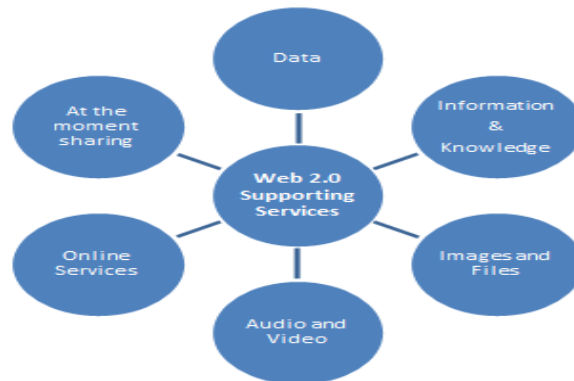 Data
At the
moment
sharing
Information
&
Knowledge
Web 2.0
Supporting
Services
Online
Services
Images and
Files
Audio and
Video